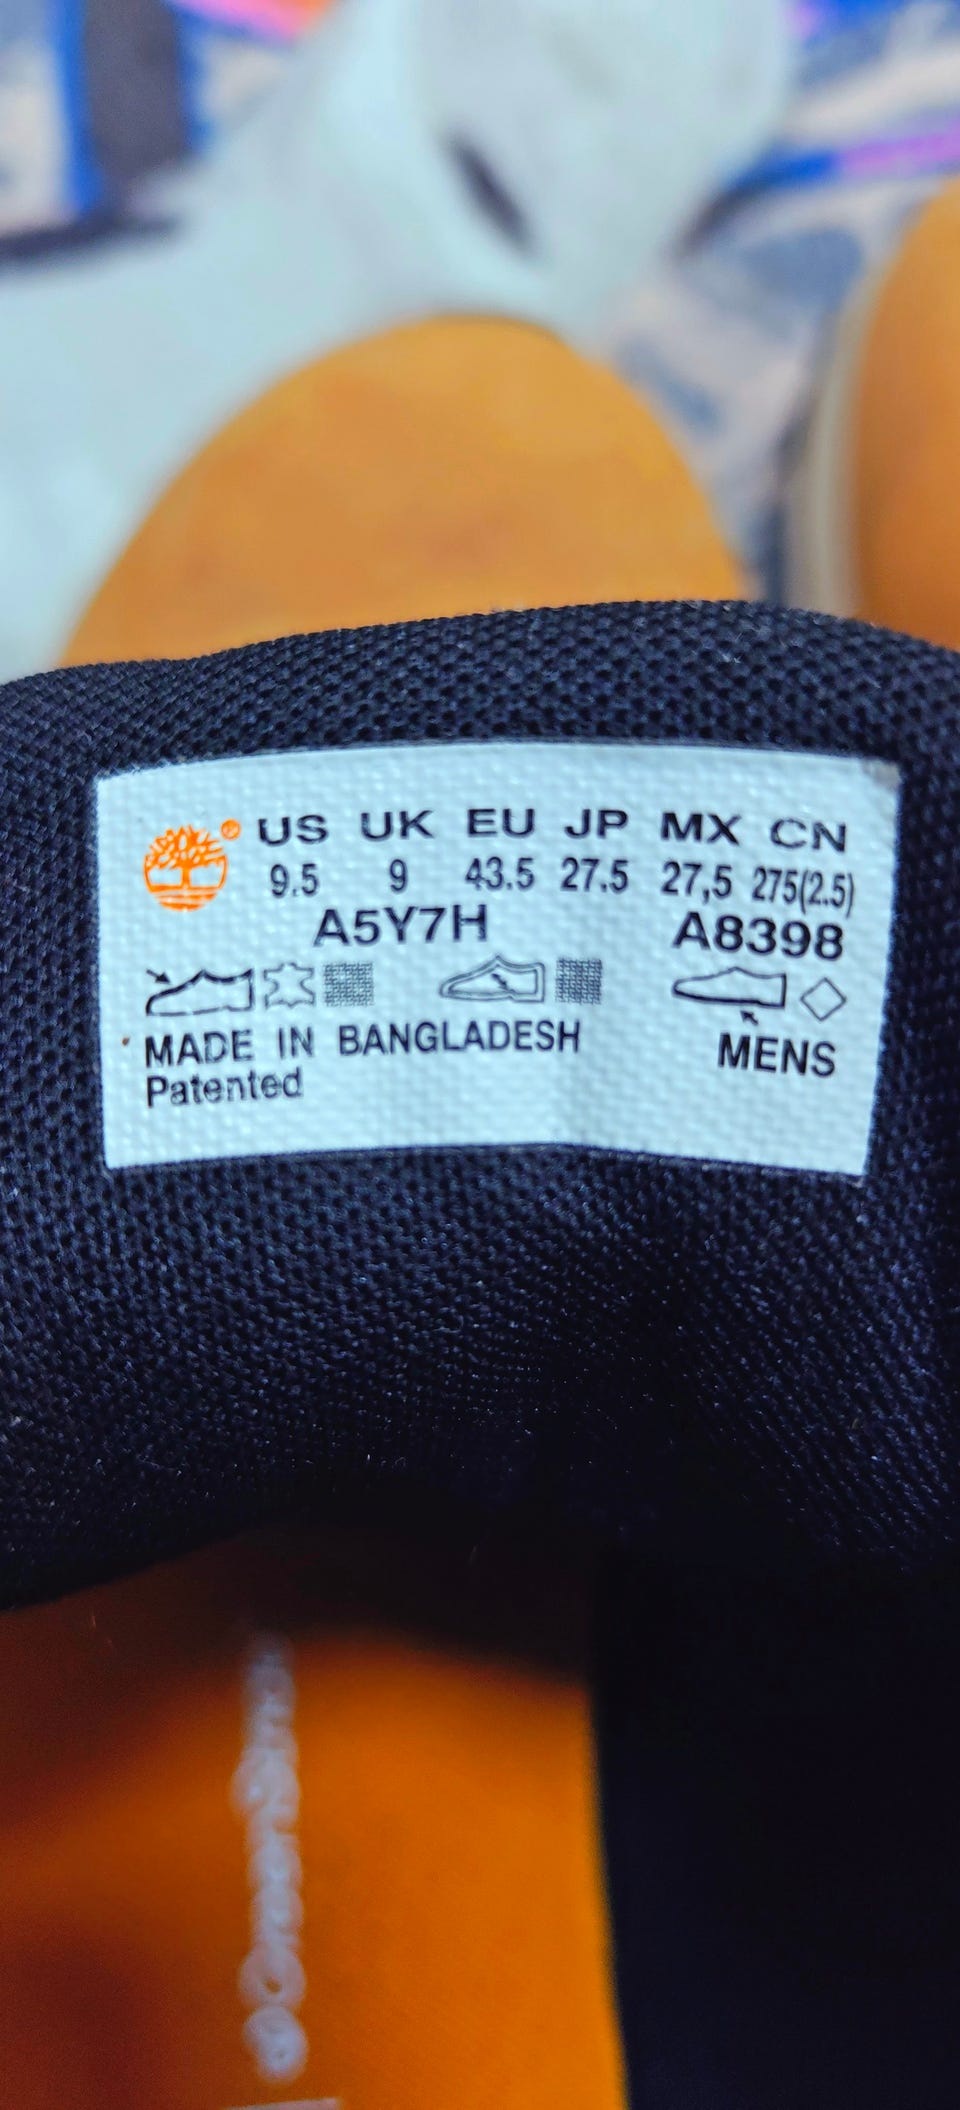 US UK EU JP MX CN
9.5 9 43.5 27.5 27,5 275(2.5)
A5Y7H A8398
MADE IN BANGLADESH MENS
Patented